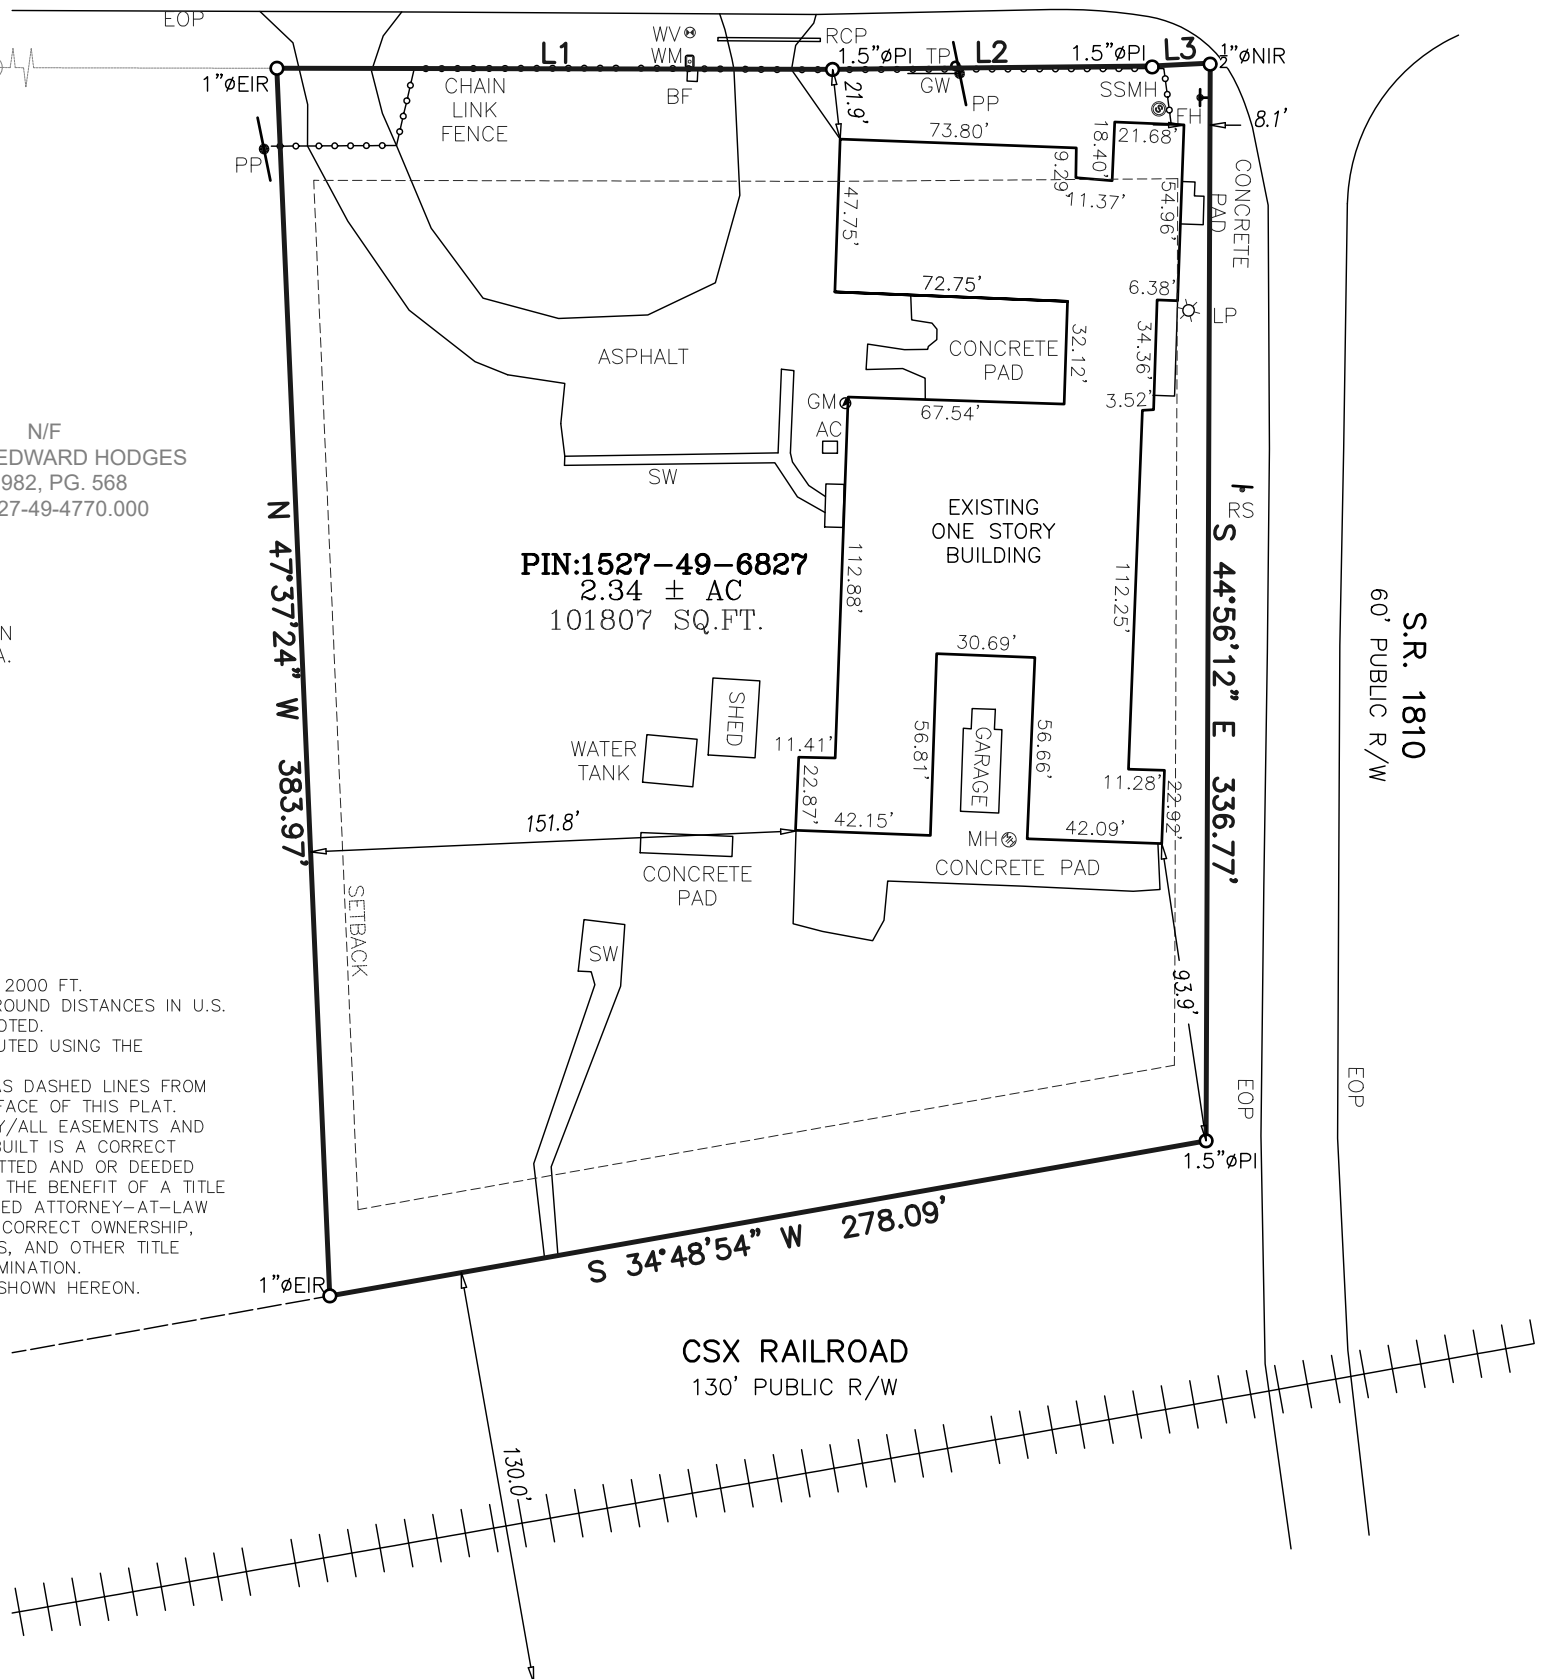 EOP
WV
WM
RCP
L1
1.5"øPI
TP
L2
1.5"øPI
L3
½"øNIR
1"øEIR
CHAIN
LINK
FENCE
BF
GW
PP
SSMH
FH
8.1'
PP
21.9'
73.80'
18.40'
21.68'
9.29'
11.37'
47.75'
54.96'
CONCRETE
PAD
72.75'
6.38'
LP
ASPHALT
CONCRETE
PAD
32.12'
34.36'
GM
67.54'
3.52'
AC
SW
N/F
EDWARD HODGES
982, PG. 568
27-49-4770.000
EXISTING
ONE STORY
BUILDING
RS
N 47°37'24" W 383.97'
PIN:1527-49-6827
2.34 ± AC
101807 SQ.FT.
112.88'
112.25'
S 44°56'12" E 336.77'
S.R. 1810
60' PUBLIC R/W
N
A.
30.69'
SHED
WATER
TANK
11.41'
22.87'
56.81'
GARAGE
56.66'
11.28'
22.92'
151.8'
42.15'
MH
42.09'
CONCRETE PAD
CONCRETE
PAD
SETBACK
SW
93.9'
2000 FT.
ROUND DISTANCES IN U.S.
OTED.
UTED USING THE
AS DASHED LINES FROM
FACE OF THIS PLAT.
Y/ALL EASEMENTS AND
BUILT IS A CORRECT
TTED AND OR DEEDED
THE BENEFIT OF A TITLE
ED ATTORNEY-AT-LAW
CORRECT OWNERSHIP,
S, AND OTHER TITLE
MINATION.
SHOWN HEREON.
EOP
EOP
1.5"øPI
S 34°48'54" W 278.09'
1"øEIR
CSX RAILROAD
130' PUBLIC R/W
130.0'